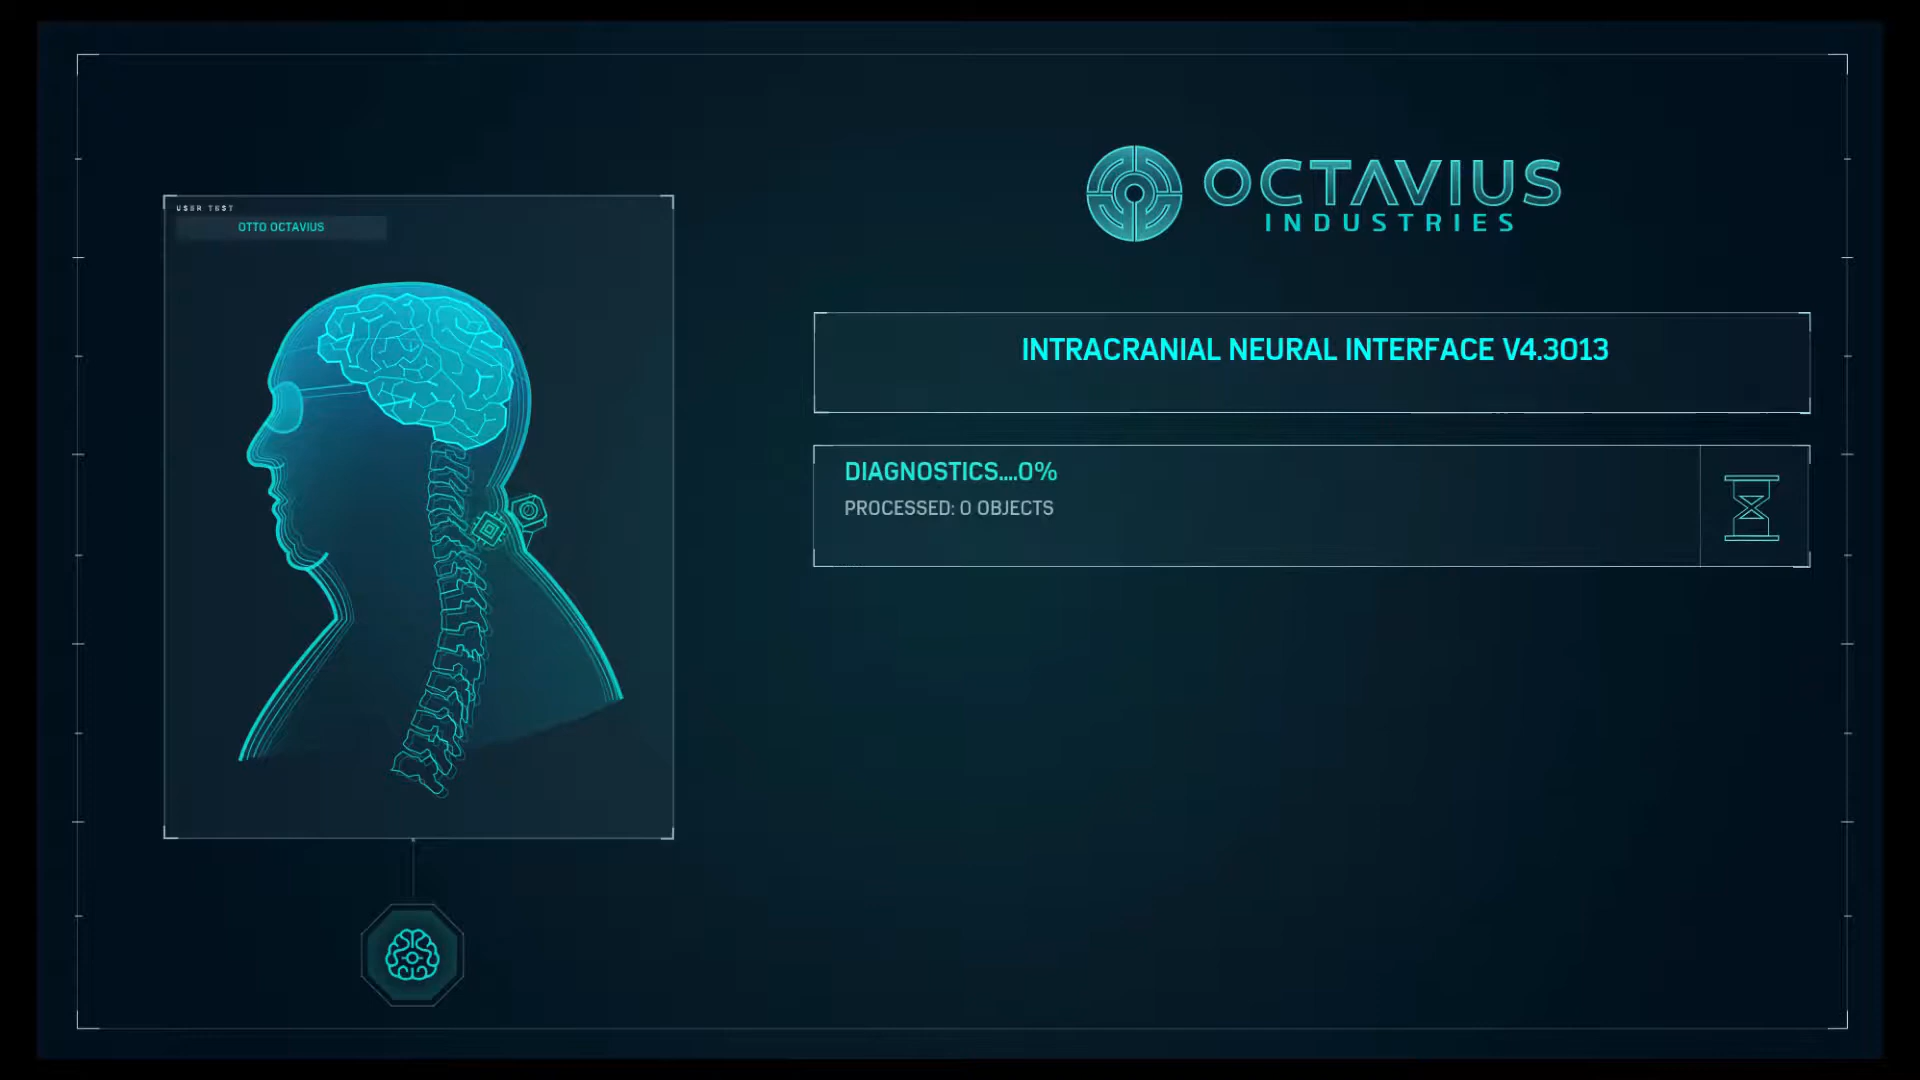 USER TEST
OTTO OCTAVIUS
OCTAVIUS
INDUSTRIES
INTRACRANIAL NEURAL INTERFACE V4.3013
DIAGNOSTICS....0%
PROCESSED: 0 OBJECTS